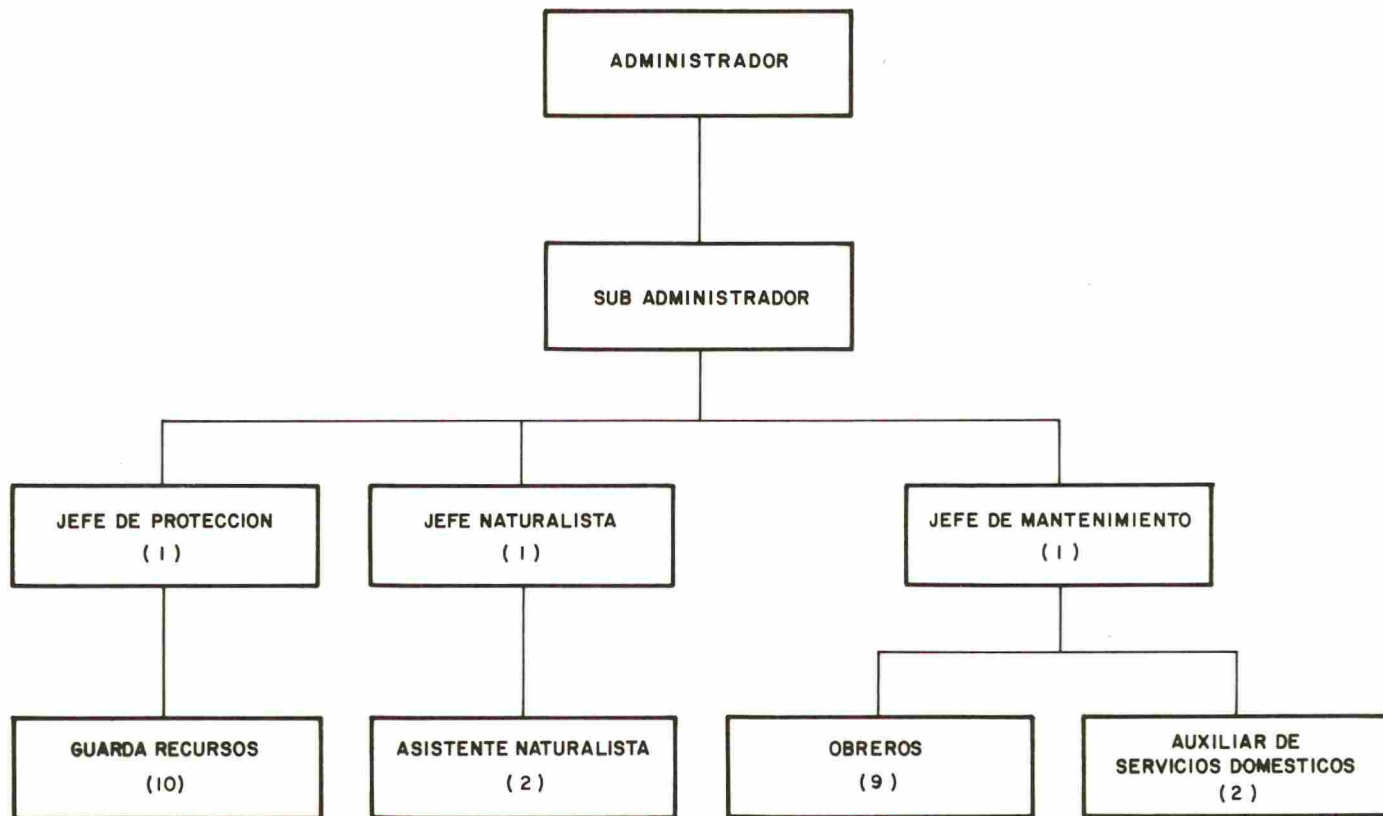 ADMINISTRADOR
SUB ADMINISTRADOR
JEFE DE PROTECCION
(1)
JEFE NATURALISTA
(1)
JEFE DE MANTENIMIENTO
(1)
GUARDA RECURSOS
(10)
ASISTENTE NATURALISTA
(2)
OBREROS
(9)
AUXILIAR DE
SERVICIOS DOMESTICOS
(2)